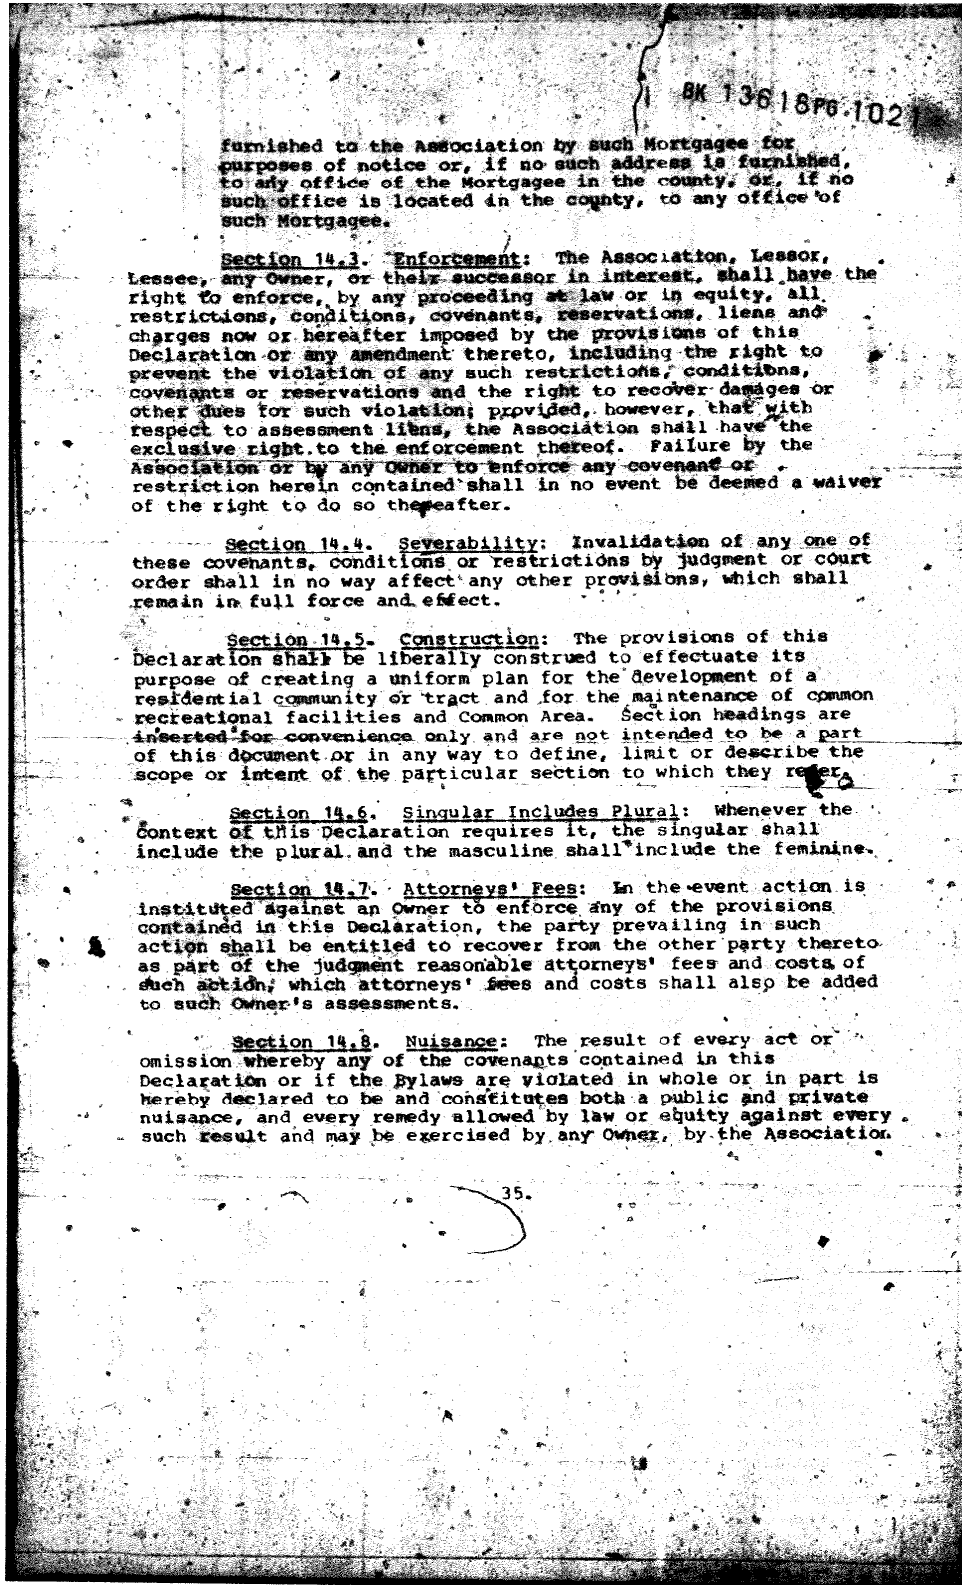 BK 13618PG.1021
furnished to the Association by such Mortgagee for
purposes of notice or, if no such address is furnished,
to any office of the Mortgagee in the county, or, if no
such office is located in the county, to any office of
such Mortgagee.
Section 14.3. Enforcement: The Association, Lessor,
Lessee, any Owner, or their successor in interest, shall have the
right to enforce, by any proceeding at law or in equity, all
restrictions, conditions, covenants, reservations, liens and
charges now or hereafter imposed by the provisions of this
Declaration or any amendment thereto, including the right to
prevent the violation of any such restrictions, conditions,
covenants or reservations and the right to recover damages or
other dues for such violation; provided, however, that with
respect to assessment liens, the Association shall have the
exclusive right to the enforcement thereof. Failure by the
Association or by any Owner to enforce any covenant or
restriction herein contained shall in no event be deemed a waiver
of the right to do so thereafter.
Section 14.4. Severability: Invalidation of any one of
these covenants, conditions or restrictions by judgment or court
order shall in no way affect any other provisions, which shall
remain in full force and effect.
Section 14.5. Construction: The provisions of this
Declaration shall be liberally construed to effectuate its
purpose of creating a uniform plan for the development of a
residential community or tract and for the maintenance of common
recreational facilities and Common Area. Section headings are
inserted for convenience only and are not intended to be a part
of this document or in any way to define, limit or describe the
scope or intent of the particular section to which they refer.
Section 14.6. Singular Includes Plural: Whenever the
context of this Declaration requires it, the singular shall
include the plural and the masculine shall include the feminine.
Section 14.7. Attorneys' Fees: In the event action is
instituted against an Owner to enforce any of the provisions
contained in this Declaration, the party prevailing in such
action shall be entitled to recover from the other party thereto
as part of the judgment reasonable attorneys' fees and costs of
such action, which attorneys' fees and costs shall also be added
to such Owner's assessments.
Section 14.8. Nuisance: The result of every act or
omission whereby any of the covenants contained in this
Declaration or if the Bylaws are violated in whole or in part is
hereby declared to be and constitutes both a public and private
nuisance, and every remedy allowed by law or equity against every
such result and may be exercised by any Owner, by the Association
35.